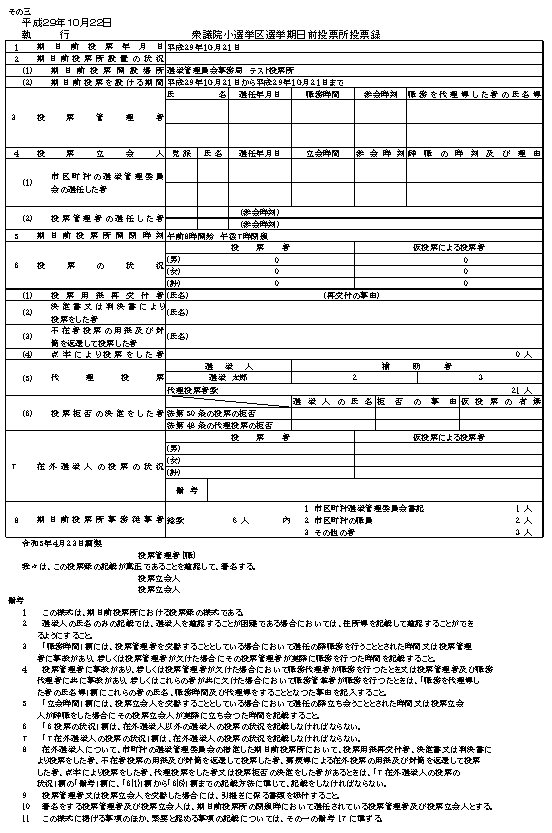 その三
平成29年10月22日
執 行 衆議院小選挙区選挙期日前投票所投票録
1 期日前投票年月日 平成29年10月21日
2 期日前投票所設置の状況
(1) 期日前投票開設場所 選挙管理委員会事務局 テスト投票所
(2) 期日前投票を設ける期間 平成29年10月21日から平成29年10月21日まで
3 投票管理者 氏名 選任年月日 職務時間 参会時刻 職務を代理導した者の氏名等
4 投票立会人 党派 氏名 選任年月日 立会時間 参会時刻 辞職の時刻及び理由
(1) 市区町村の選挙管理委員
会の選任した者
(2) 投票管理者の選任した者 (参会時刻)
(参会時刻)
5 期日前投票所開閉時刻 午前8時開始 午後7時閉鎖
6 投票の状況 投票者 仮投票による投票者
(男) 0 0
(女) 0 0
(計) 0 0
(1) 投票用紙再交付者 (氏名) (再交付の事由)
(2) 決定書又は判決書により
投票をした者 (氏名)
(3) 不在者投票の用紙及び封
筒を返還して投票した者 (氏名)
(4) 点字により投票をした者 0人
(5) 代理投票 選挙人 補助者
選挙 太郎 2 3
代理投票者数 21人
(6) 投票拒否の決定をした者 選挙人の氏名 拒否の事由 仮投票の有無
法第50条の投票の拒否
法第48条の代理投票の拒否
7 在外選挙人の投票の状況 投票者 仮投票による投票者
(男)
(女)
(計)
備考
8 期日前投票所事務従事者 総数 6人 内 1 市区町村選挙管理委員会書記 1人
2 市区町村の職員 2人
3 その他の者 3人
令和5年4月23日調製
投票管理者(職)
我々は、この投票録の記載が真正であることを確認して、署名する。
投票立会人
投票立会人
備考
1 この様式は、期日前投票所における投票録の様式である。
2 選挙人の氏名のみの記載では、選挙人を確認することが困難である場合においては、住所等を記載して確認することができ
るようにすること。
3 「職務時間」欄には、投票管理者を交替することとしている場合において選任の際職務を行うこととされた時間又は投票管理
者に事故があり、若しくは投票管理者が欠けた場合にその投票管理者が実際に職務を行つた時間を記載すること。
4 投票管理者に事故があり、若しくは投票管理者が欠けた場合において職務代理者が職務を行つたとき又は投票管理者及び職務
代理者に共に事故があり、若しくはこれらの者が共に欠けた場合において職務管掌者が職務を行つたときは、「職務を代理導し
た者の氏名等」欄にこれらの者の氏名、職務時間及び代理等をすることとなつた事由を記入すること。
5 「立会時間」欄には、投票立会人を交替することとしている場合において選任の際立ち会うこととされた時間又は投票立会
人が辞職をした場合にその投票立会人が実際に立ち会つた時間を記載すること。
6 「6投票の状況」欄は、在外選挙人以外の選挙人の投票の状況を記載しなければならない。
7 「7在外選挙人の投票の状況」欄は、在外選挙人の投票の状況を記載しなければならない。
8 在外選挙人について、市町村の選挙管理委員会の指定した期日前投票所において、投票用紙再交付者、決定書又は判決書に
より投票をした者、不在者投票の用紙及び封筒を返還して投票した者、郵便等による在外投票の用紙及び封筒を返還して投票
した者、点字により投票をした者、代理投票をした者又は投票拒否の決定をした者があるときは、「7在外選挙人の投票の
状況」欄の「備考」欄に、「6(1)」欄から「6(6)」欄までの記載方法に準じて、記載をしなければならない。
9 投票管理者又は投票立会人を交替した場合には、引継ぎに係る書類を添付すること。
10 署名をする投票管理者及び投票立会人は、期日前投票所の閉鎖時において選任されている投票管理者及び投票立会人とする。
11 この様式に掲げる事項のほか、緊要と認める事項の記載については、その一の備考17に準ずる。